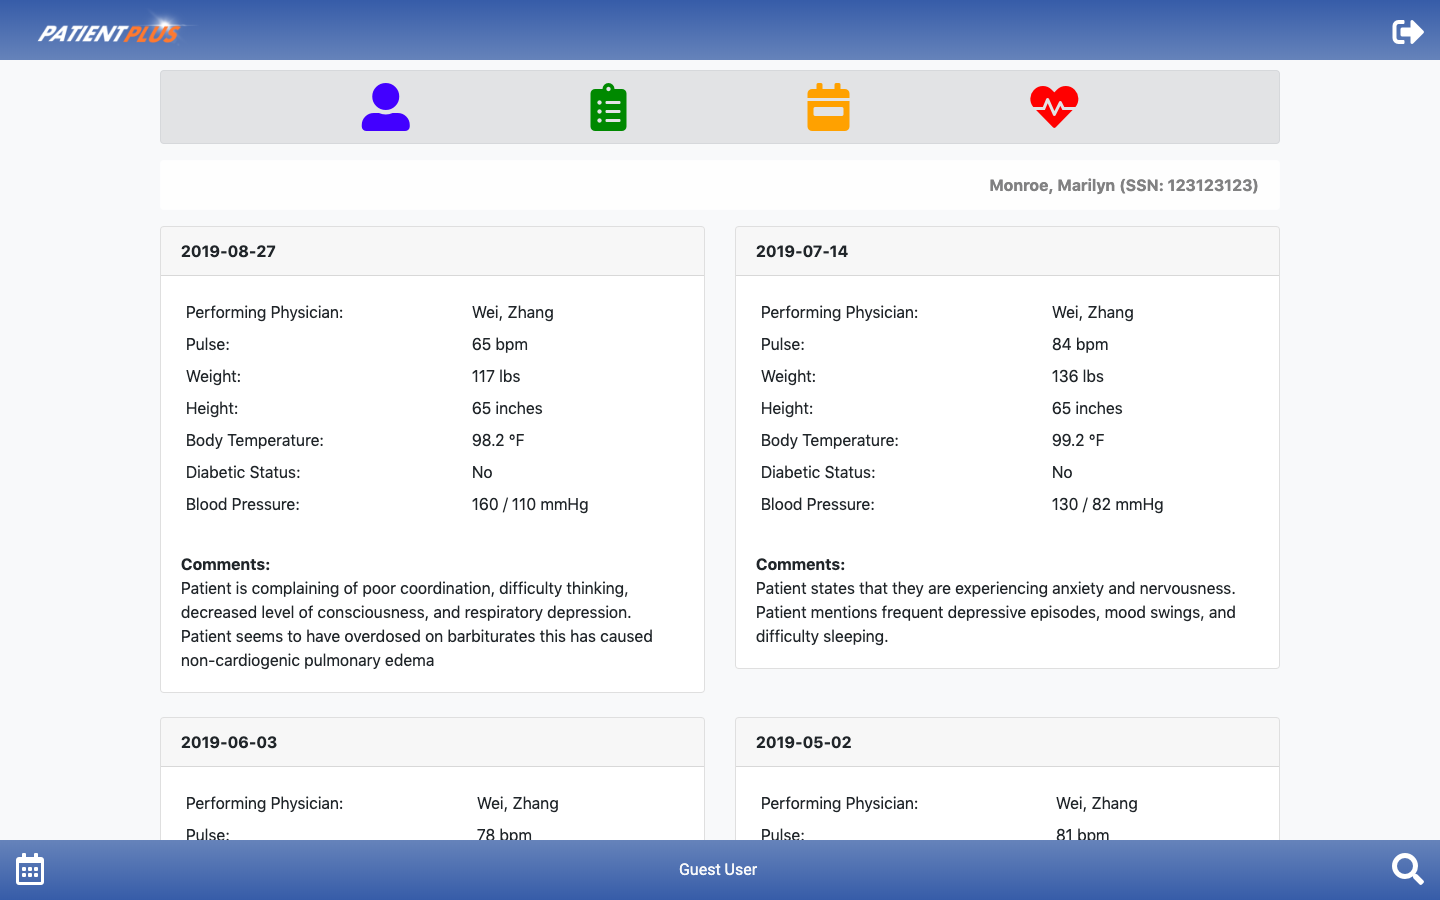 PATIENTPLUS
Monroe, Marilyn (SSN: 123123123)
2019-08-27
Performing Physician: Wei, Zhang
Pulse: 65 bpm
Weight: 117 lbs
Height: 65 inches
Body Temperature: 98.2 °F
Diabetic Status: No
Blood Pressure: 160 / 110 mmHg
Comments:
Patient is complaining of poor coordination, difficulty thinking,
decreased level of consciousness, and respiratory depression.
Patient seems to have overdosed on barbiturates this has caused
non-cardiogenic pulmonary edema
2019-07-14
Performing Physician: Wei, Zhang
Pulse: 84 bpm
Weight: 136 lbs
Height: 65 inches
Body Temperature: 99.2 °F
Diabetic Status: No
Blood Pressure: 130 / 82 mmHg
Comments:
Patient states that they are experiencing anxiety and nervousness.
Patient mentions frequent depressive episodes, mood swings, and
difficulty sleeping.
2019-06-03
Performing Physician: Wei, Zhang
Pulse: 78 bpm
2019-05-02
Performing Physician: Wei, Zhang
Pulse: 81 bpm
Guest User